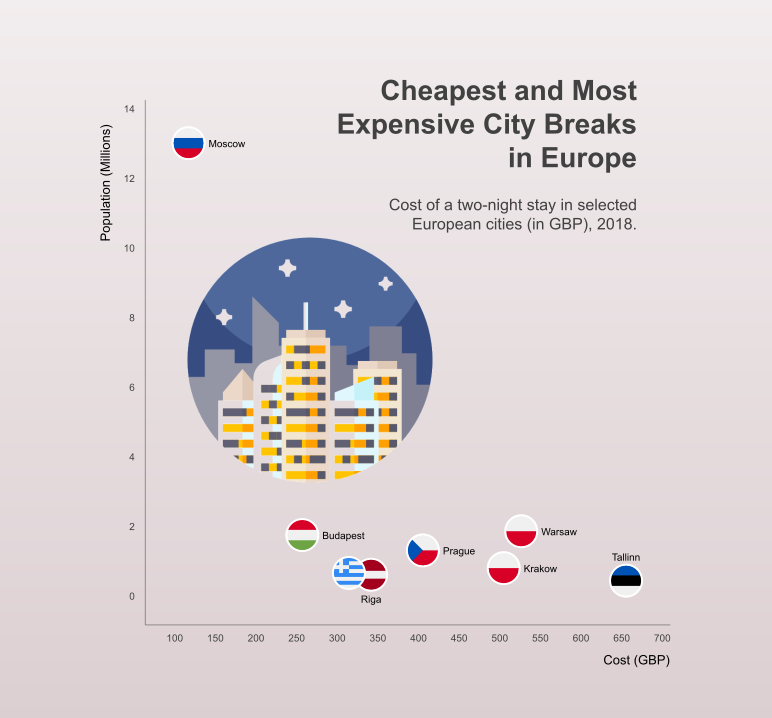 Cheapest and Most
Expensive City Breaks
in Europe
Cost of a two-night stay in selected
European cities (in GBP), 2018.
Population (Millions)
14
12
10
8
6
4
2
0
Moscow
Budapest
Riga
Prague
Warsaw
Krakow
Tallinn
100 150 200 250 300 350 400 450 500 550 600 650 700
Cost (GBP)